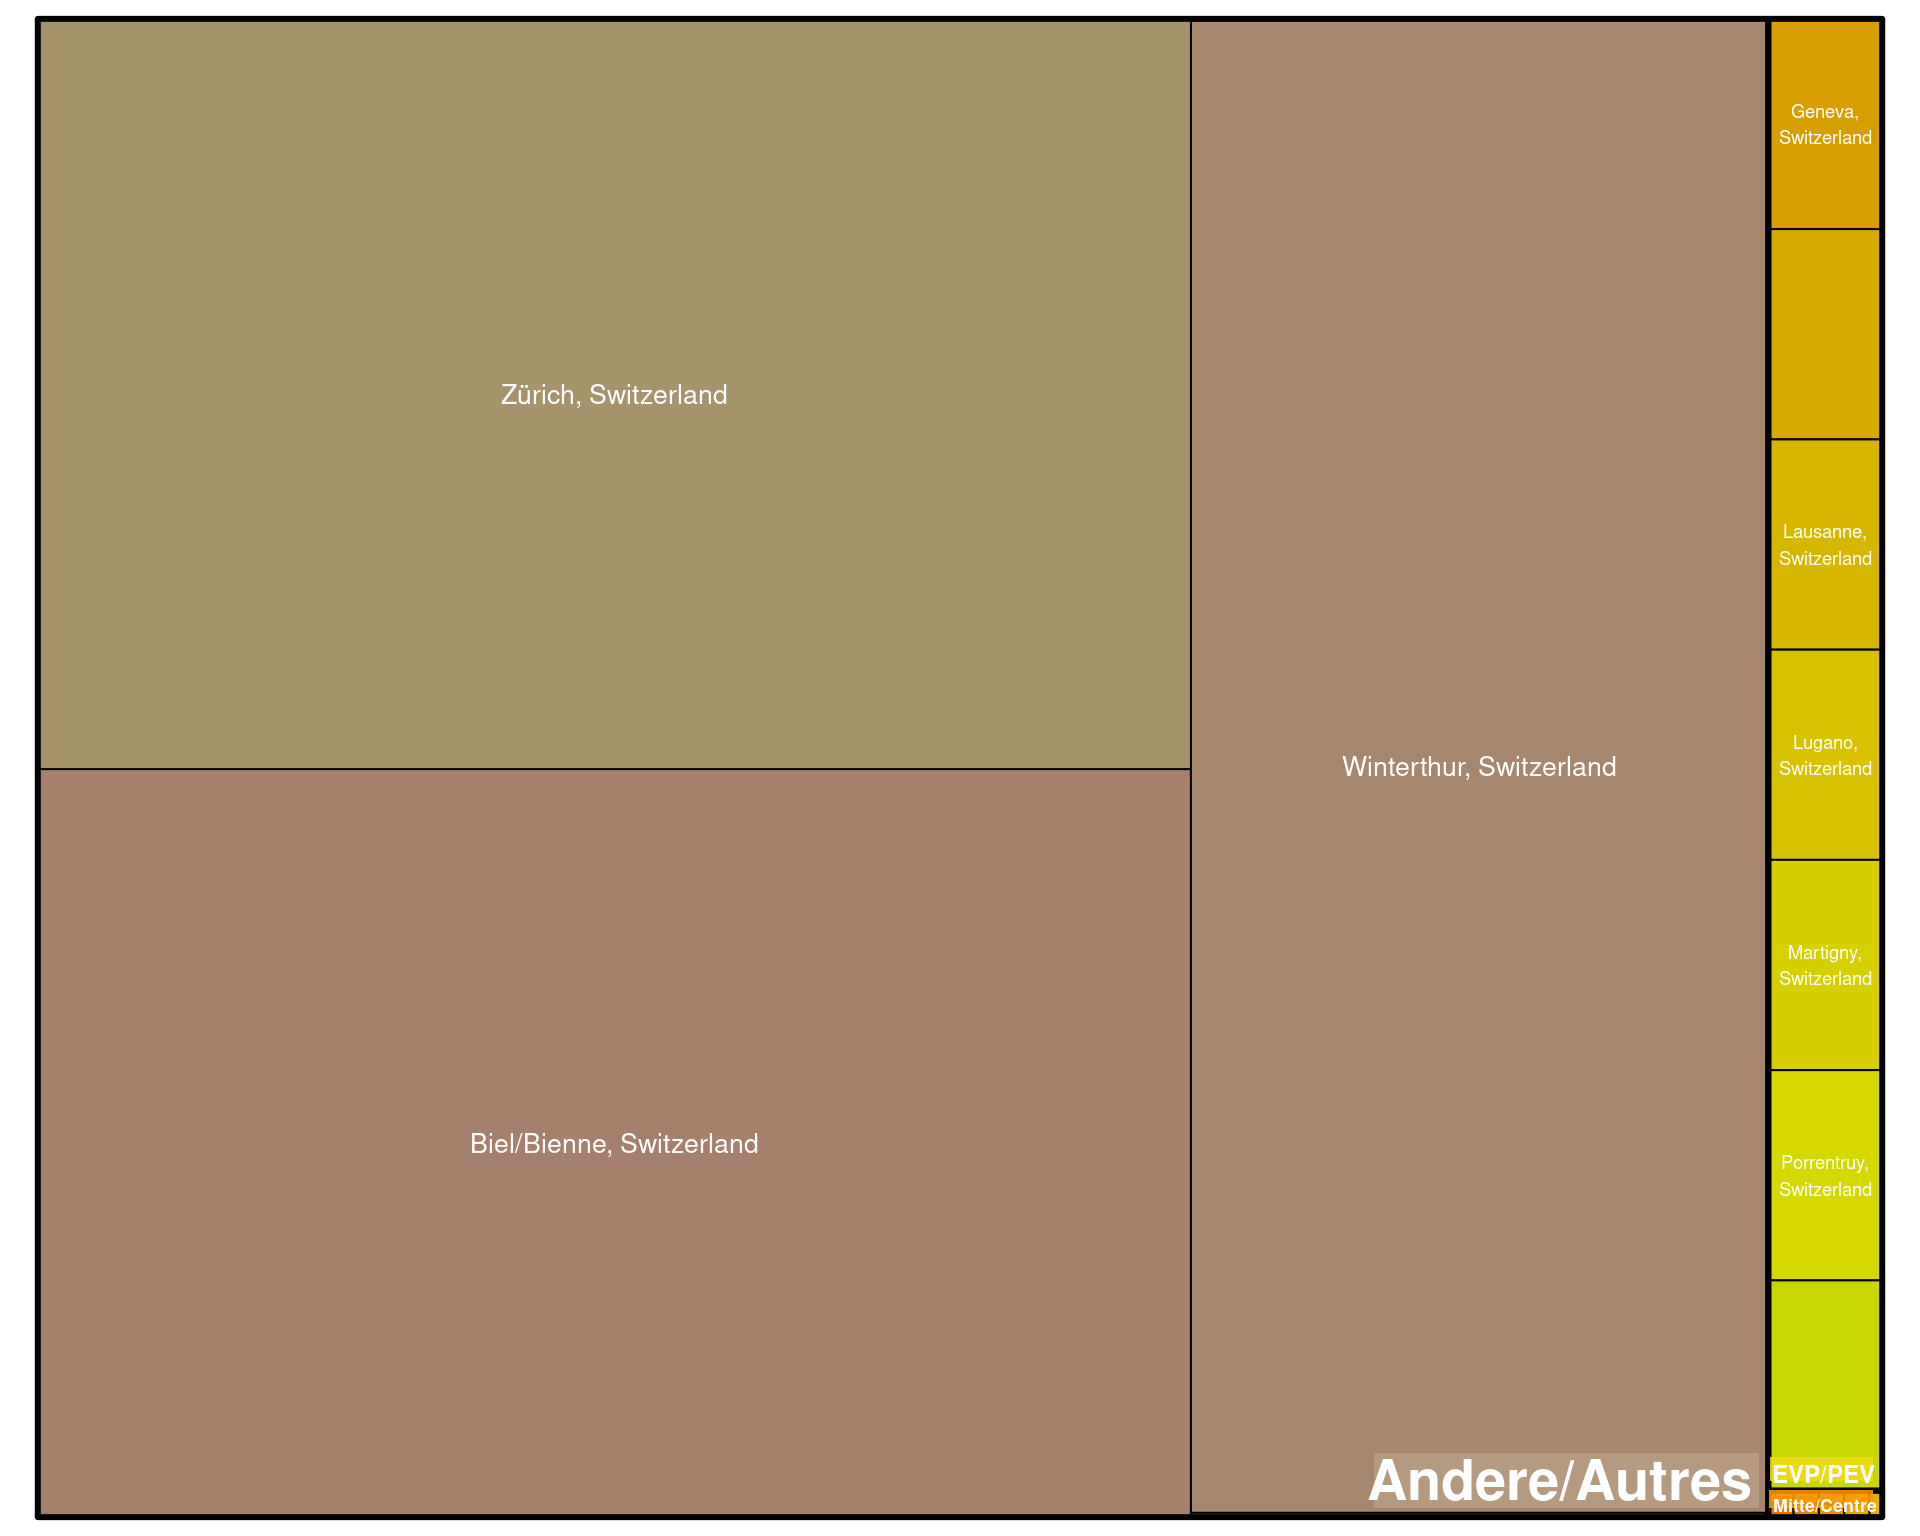 Zürich, Switzerland
Biel/Bienne, Switzerland
Winterthur, Switzerland
Andere/Autres
Geneva,
Switzerland
Lausanne,
Switzerland
Lugano,
Switzerland
Martigny,
Switzerland
Porrentruy,
Switzerland
EVP/PEV
Mitte/Centre